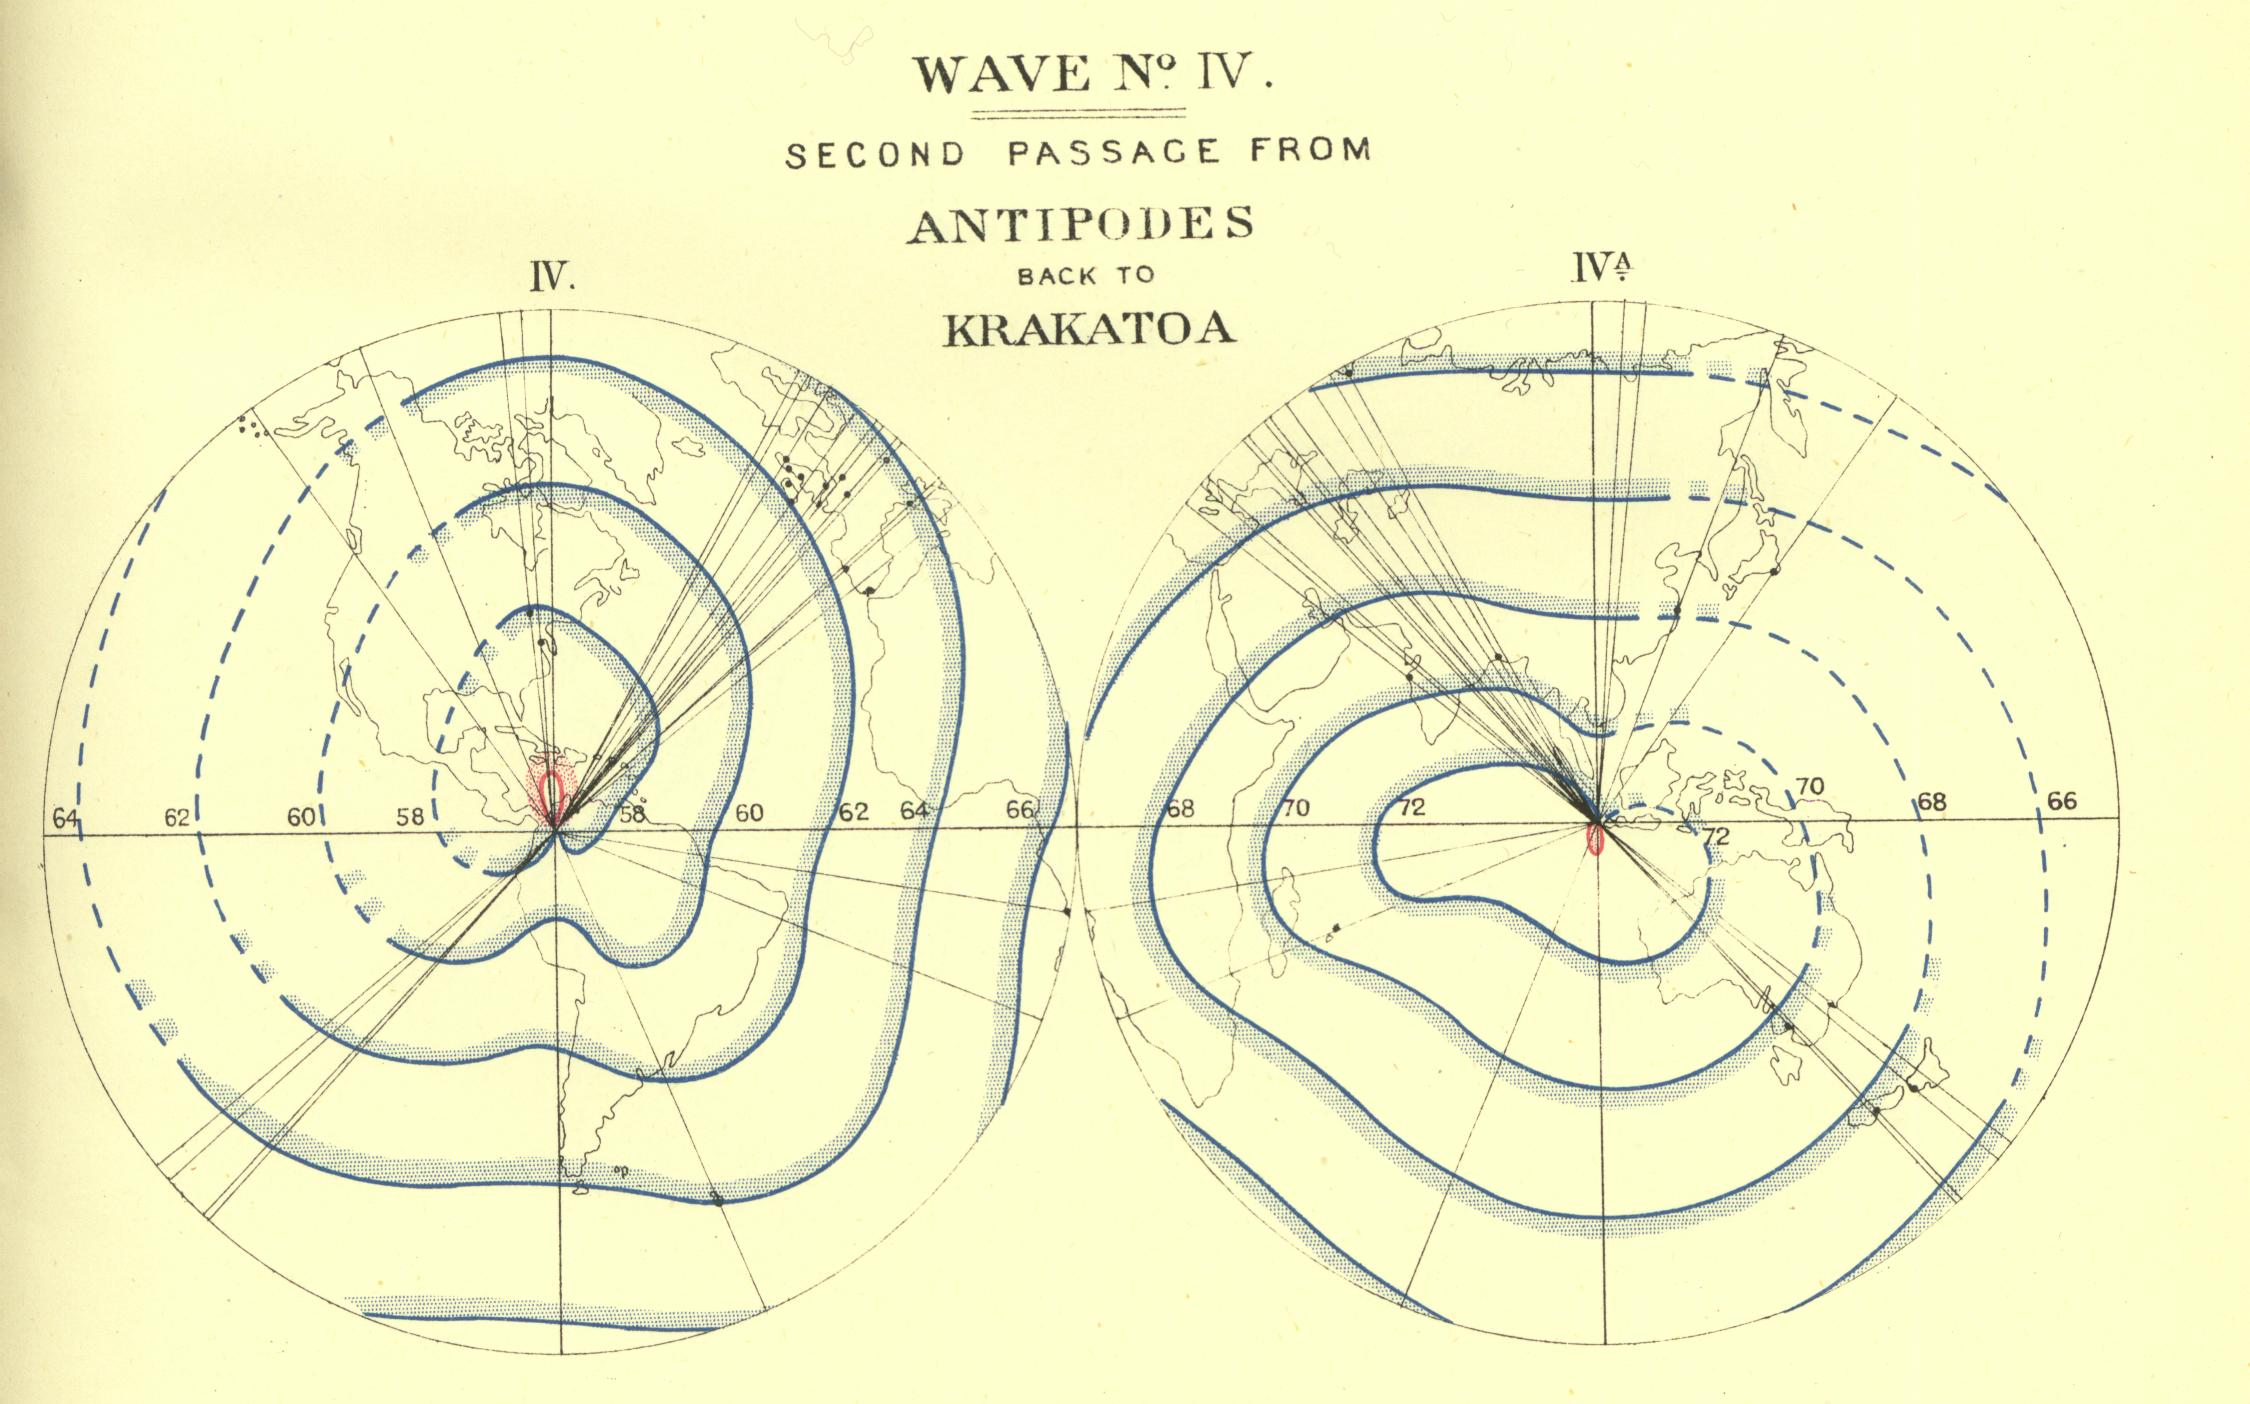 WAVE Nº IV.
SECOND PASSAGE FROM
ANTIPODES
BACK TO
KRAKATOA
IV.
IVA
64 62 60 58 58 60 62 64 66
68 70 72 72 70 68 66